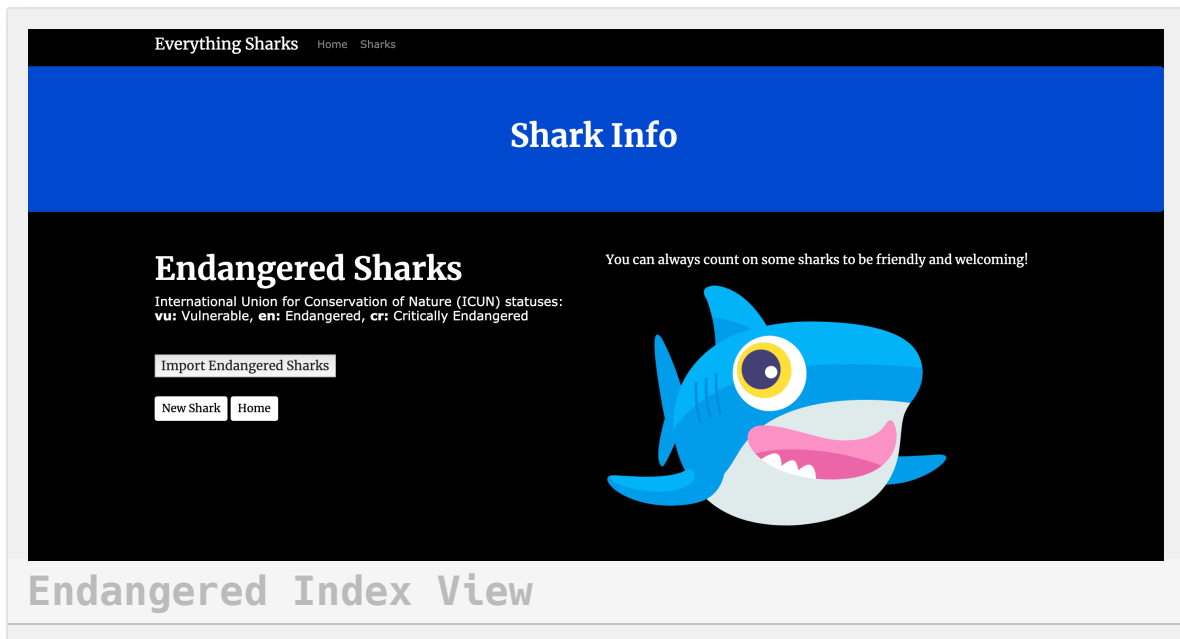 Everything Sharks Home Sharks
Shark Info
Endangered Sharks
International Union for Conservation of Nature (ICUN) statuses:
vu: Vulnerable, en: Endangered, cr: Critically Endangered
Import Endangered Sharks
New Shark Home
You can always count on some sharks to be friendly and welcoming!
Endangered Index View